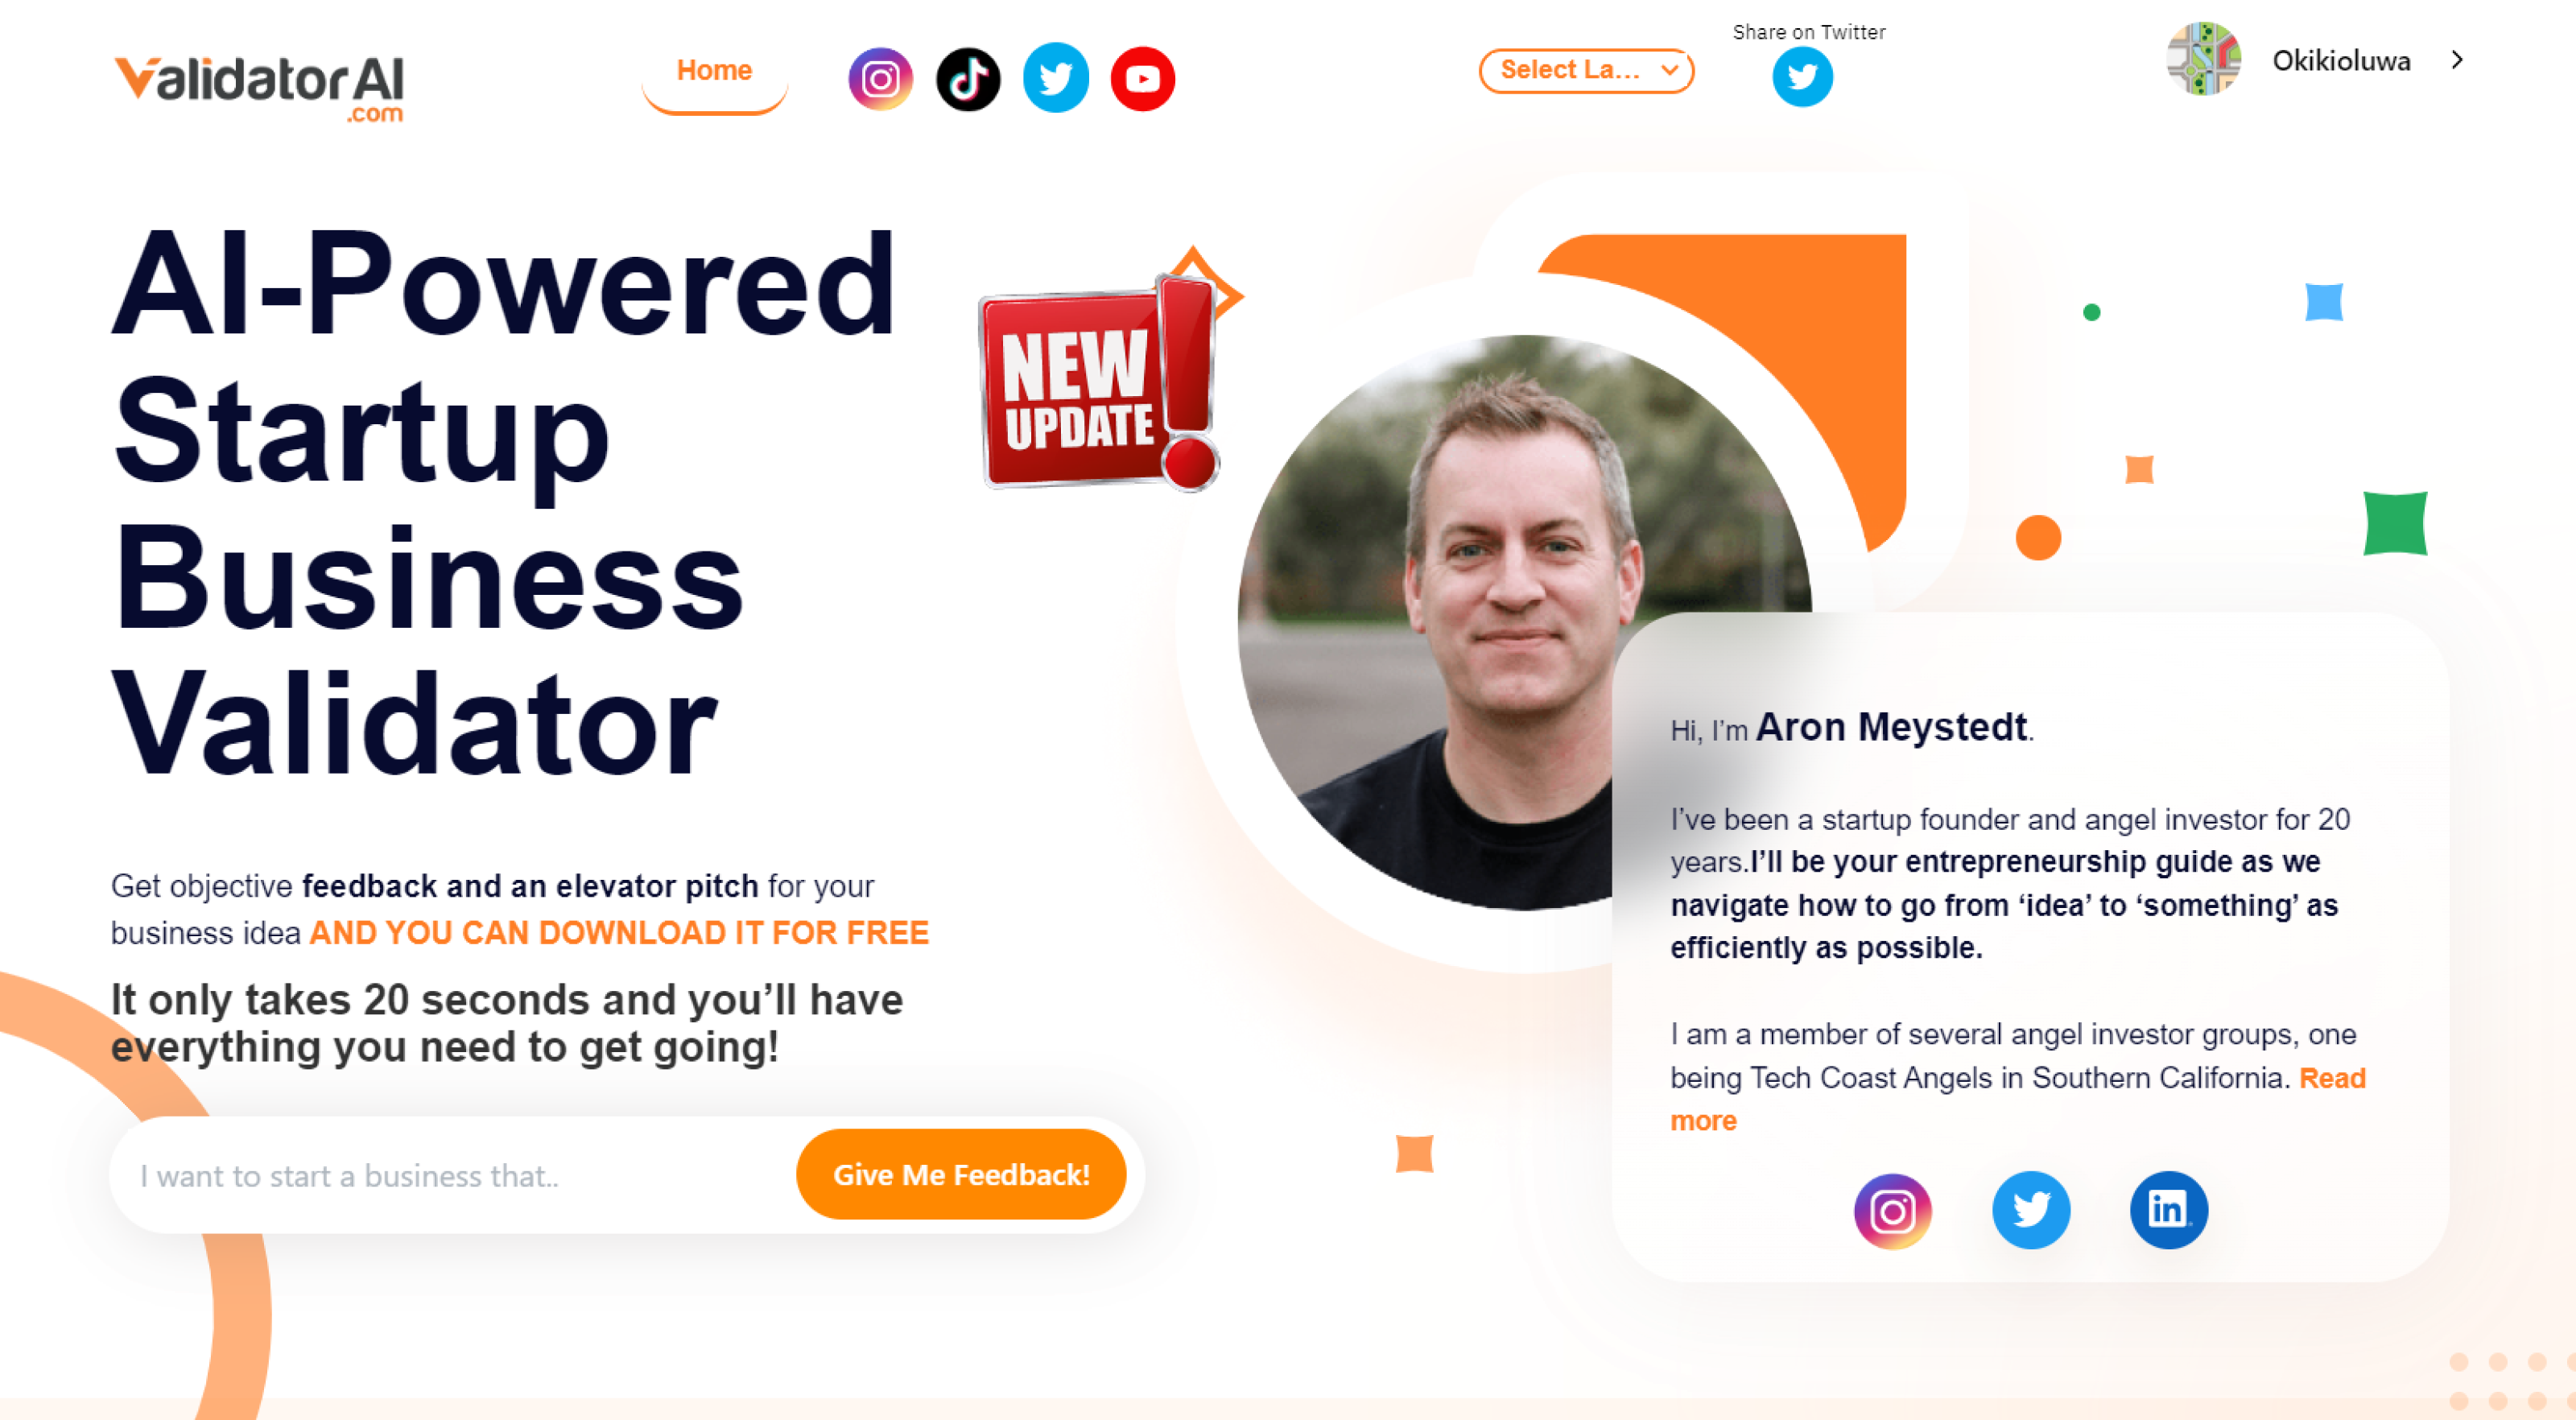 ValidatorAI
.com
Home
Select La...
Share on Twitter
Okikioluwa
AI-Powered
Startup
Business
Validator
NEW
UPDATE
Get objective feedback and an elevator pitch for your
business idea AND YOU CAN DOWNLOAD IT FOR FREE
It only takes 20 seconds and you’ll have
everything you need to get going!
I want to start a business that..
Give Me Feedback!
Hi, I’m Aron Meystedt.
I’ve been a startup founder and angel investor for 20
years.I’ll be your entrepreneurship guide as we
navigate how to go from ‘idea’ to ‘something’ as
efficiently as possible.
I am a member of several angel investor groups, one
being Tech Coast Angels in Southern California. Read
more
in